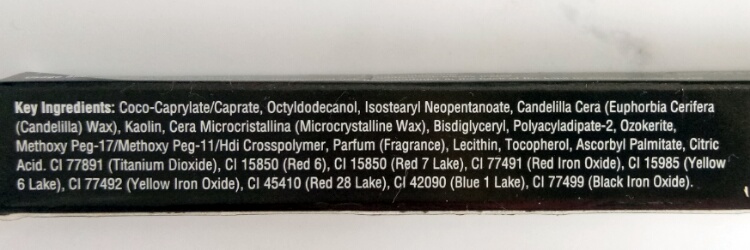 Key Ingredients: Coco-Caprylate/Caprate, Octyldodecanol, Isostearyl Neopentanoate, Candelilla Cera (Euphorbia Cerifera
(Candelilla) Wax), Kaolin, Cera Microcristallina (Microcrystalline Wax), Bisdiglyceryl, Polyacyladipate-2, Ozokerite,
Methoxy Peg-17/Methoxy Peg-11/Hdi Crosspolymer, Parfum (Fragrance), Lecithin, Tocopherol, Ascorbyl Palmitate, Citric
Acid. CI 77891 (Titanium Dioxide), CI 15850 (Red 6), CI 15850 (Red 7 Lake), CI 77491 (Red Iron Oxide), CI 15985 (Yellow
6 Lake), CI 77492 (Yellow Iron Oxide), CI 45410 (Red 28 Lake), CI 42090 (Blue 1 Lake), CI 77499 (Black Iron Oxide).